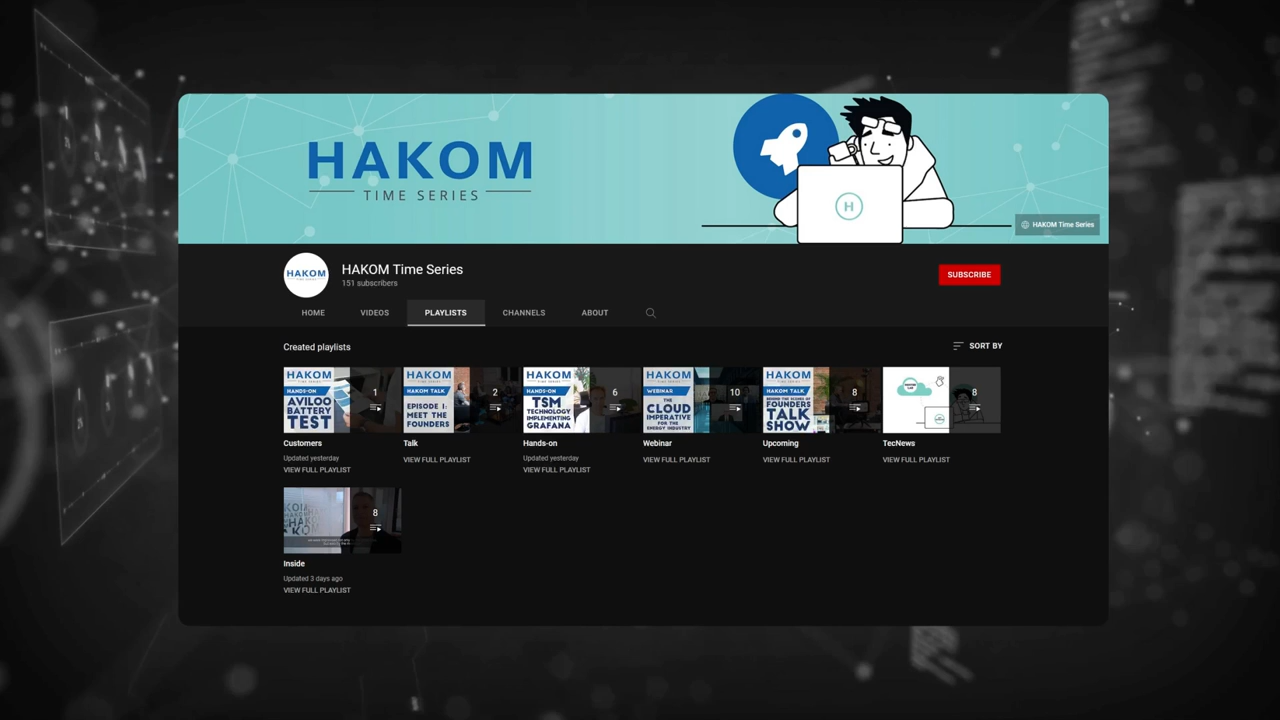 HAKOM
TIME SERIES
H
HAKOM Time Series
HAKOM
HAKOM Time Series
151 subscribers
SUBSCRIBE
HOME
VIDEOS
PLAYLISTS
CHANNELS
ABOUT
Created playlists
SORT BY
HAKOM
HANDS-ON
AVILOO
BATTERY
TEST
1
HAKOM
HAKOM TALK
EPISODE I:
MEET THE
FOUNDERS
2
HAKOM
HANDS-ON
TSM
TECHNOLOGY
IMPLEMENTING
GRAFANA
6
HAKOM
WEBINAR
THE
CLOUD
IMPERATIVE
FOR THE
ENERGY INDUSTRY
10
HAKOM
HAKOM TALK
BEHIND THE SCENES OF
FOUNDERS
TALK
SHOW
8
8
Customers
Updated yesterday
VIEW FULL PLAYLIST
Talk
VIEW FULL PLAYLIST
Hands-on
Updated yesterday
VIEW FULL PLAYLIST
Webinar
VIEW FULL PLAYLIST
Upcoming
VIEW FULL PLAYLIST
TecNews
VIEW FULL PLAYLIST
8
Inside
Updated 3 days ago
VIEW FULL PLAYLIST